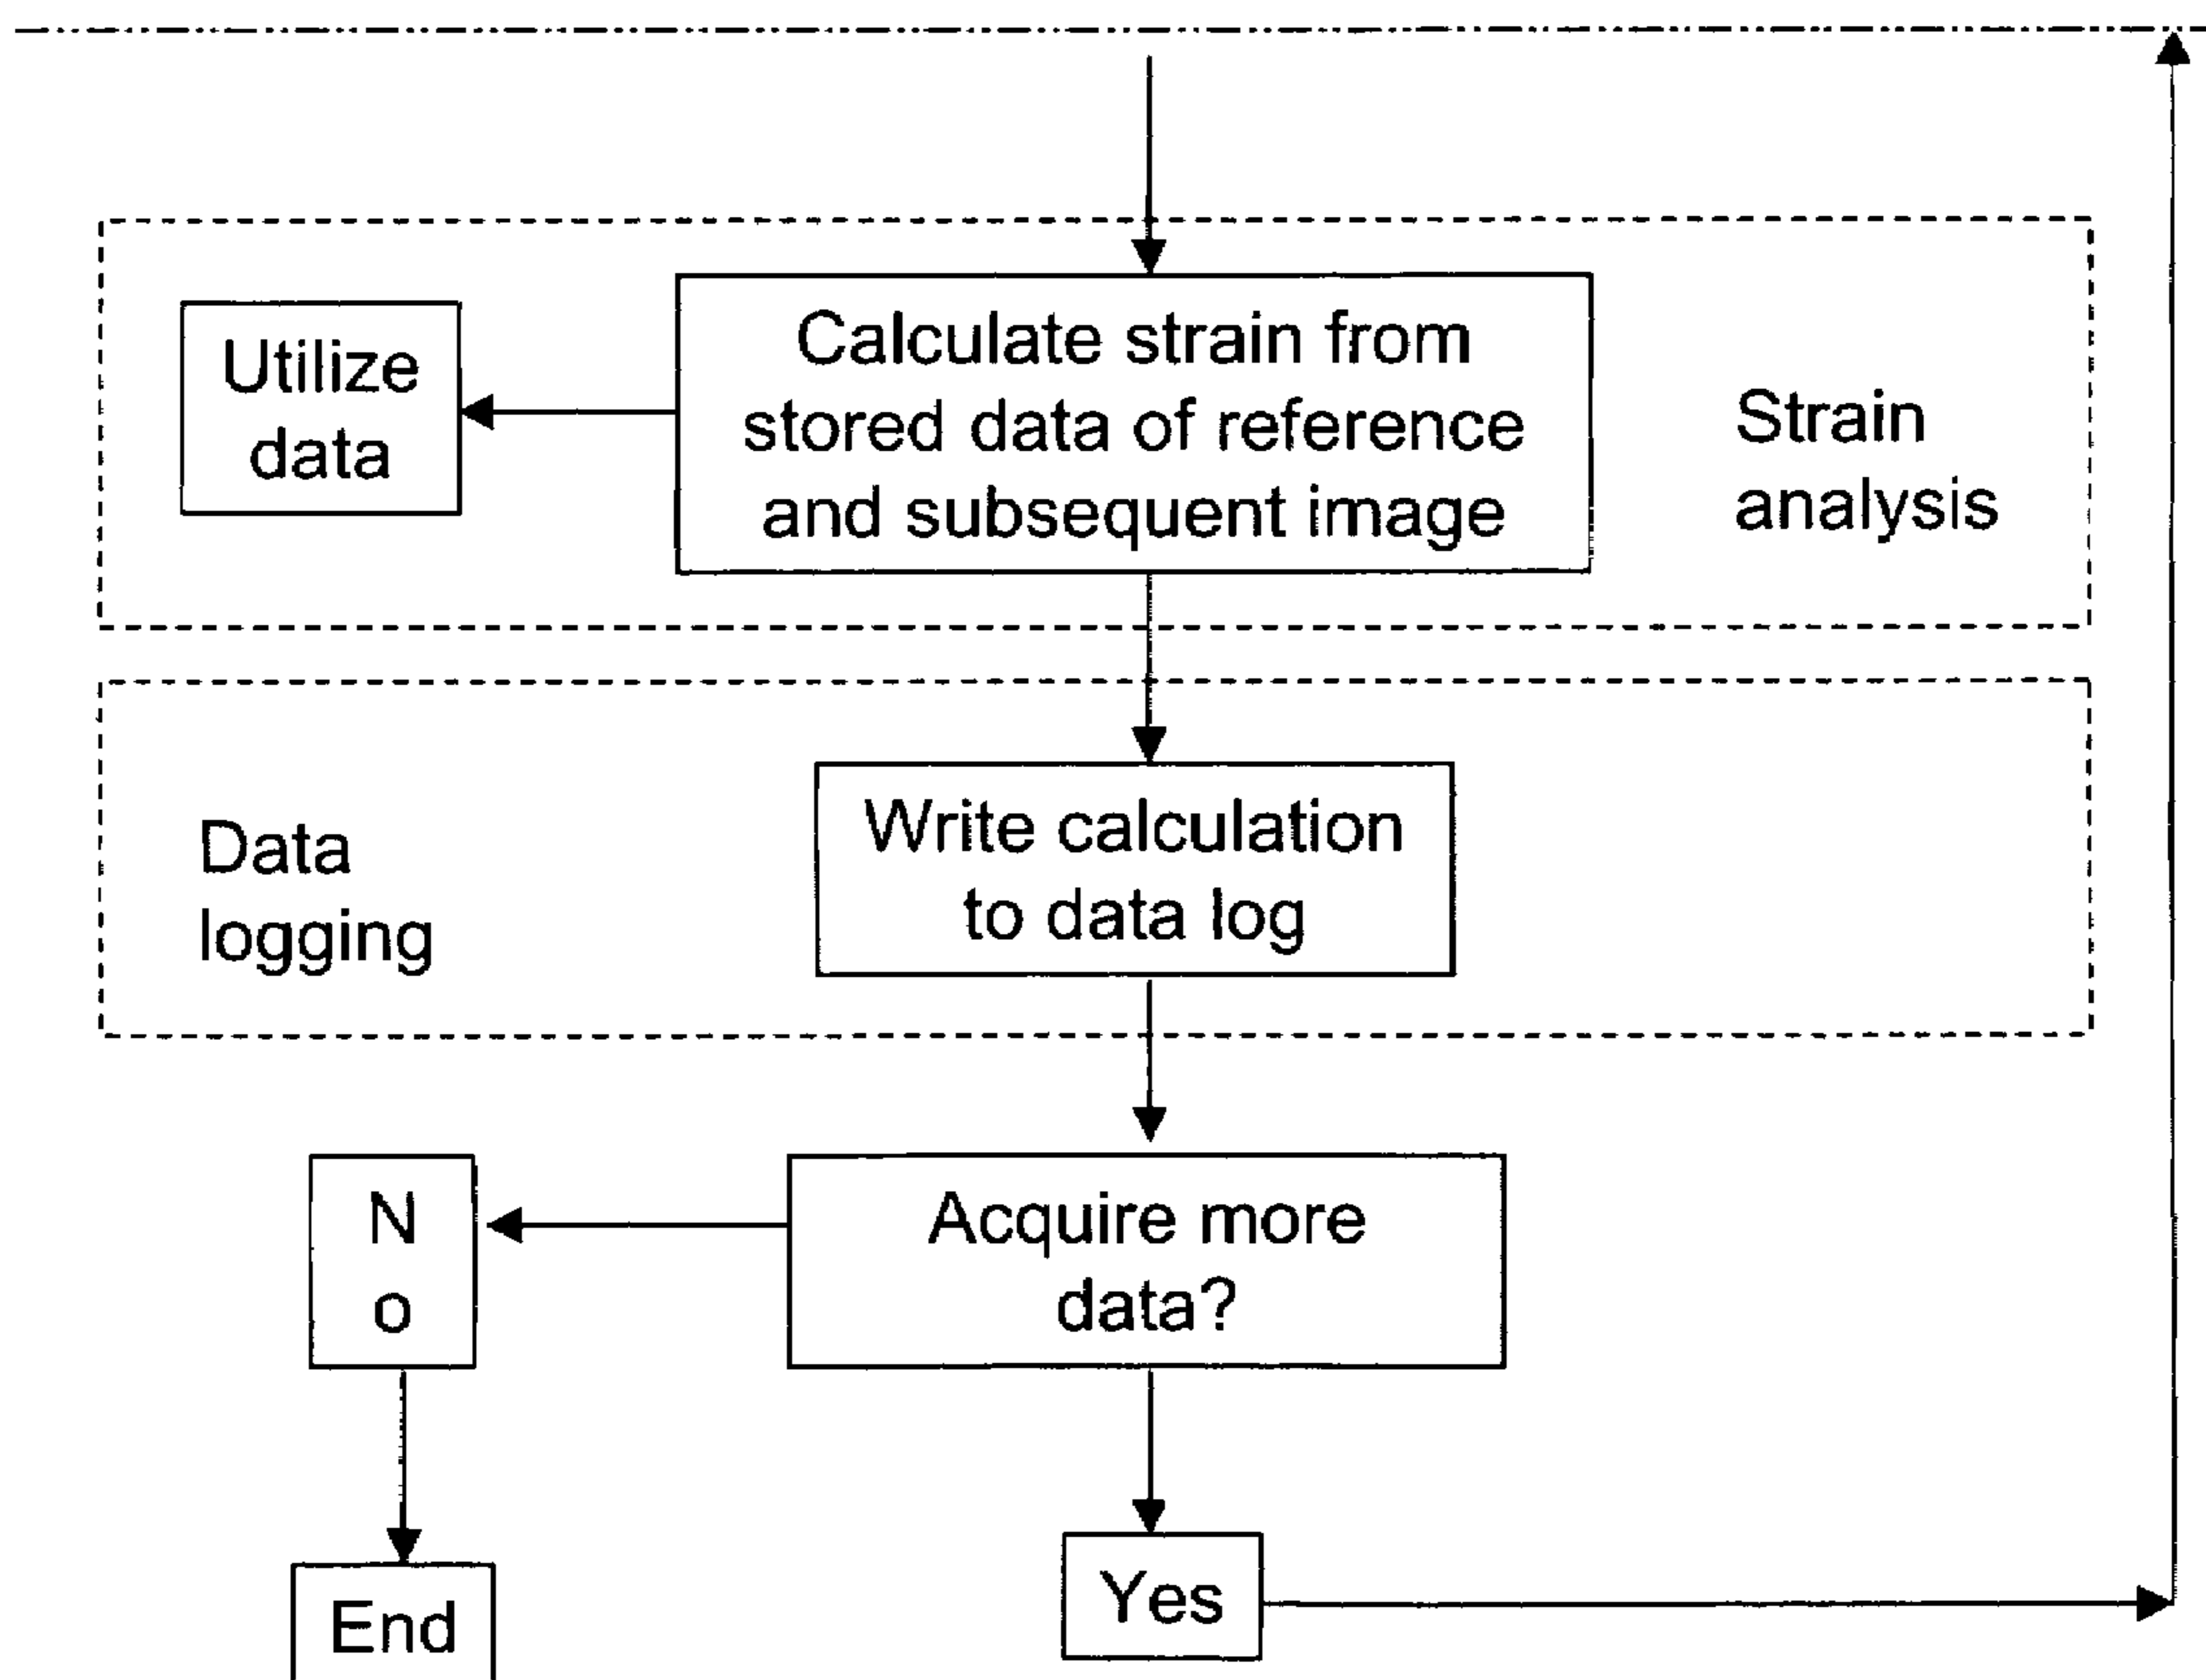 Utilize
data
Calculate strain from
stored data of reference
and subsequent image
Strain
analysis
Data
logging
Write calculation
to data log
N
o
Acquire more
data?
End
Yes